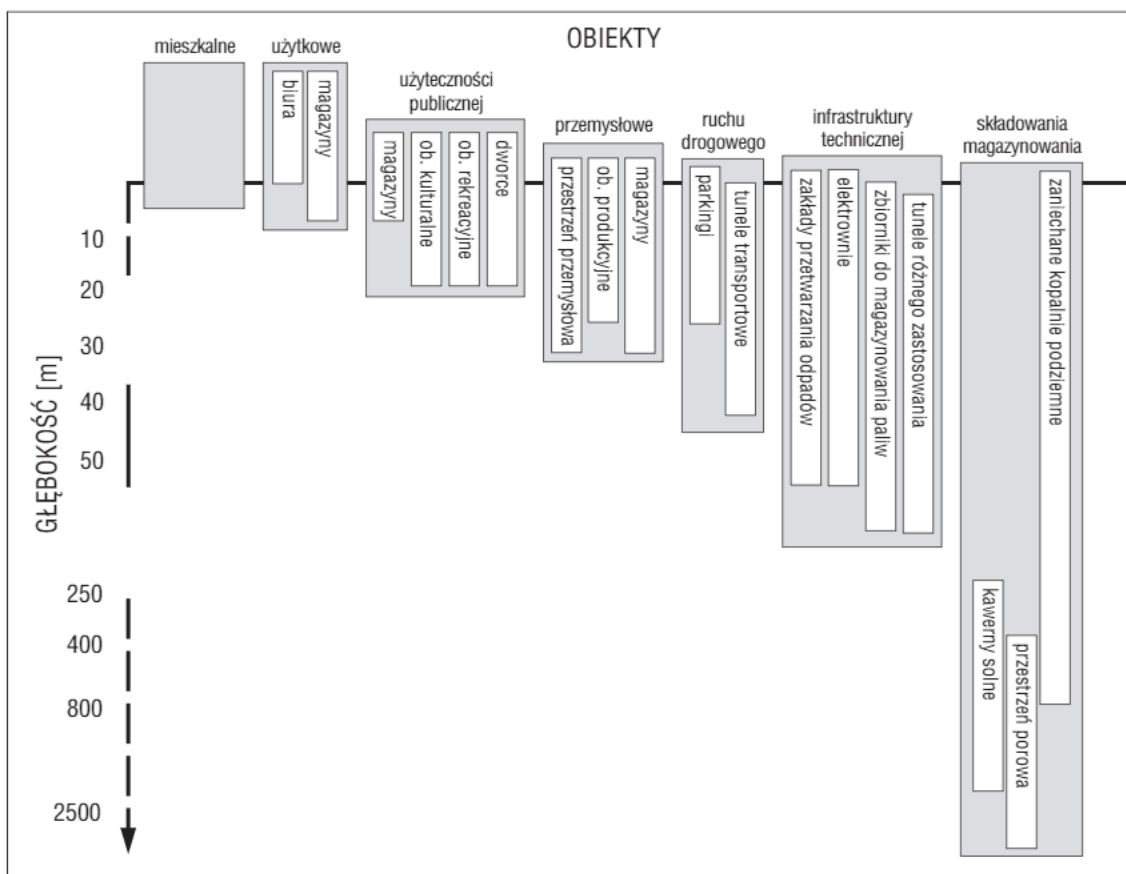 OBIEKTY
mieszkalne
użytkowe
biura
magazyny
użyteczności
publicznej
magazyny
ob. kulturalne
ob. rekreacyjne
dworce
przemysłowe
przestrzeń przemysłowa
ob. produkcyjne
magazyny
ruchu
drogowego
parkingi
tunele transportowe
infrastruktury
technicznej
zakłady przetwarzania odpadów
elektrownie
zbiorniki do magazynowania paliw
tunele różnego zastosowania
składowania
magazynowania
kawerny solne
przestrzeń porowa
zaniechane kopalnie podziemne
GŁĘBOKOŚĆ [m]
10
20
30
40
50
250
400
800
2500